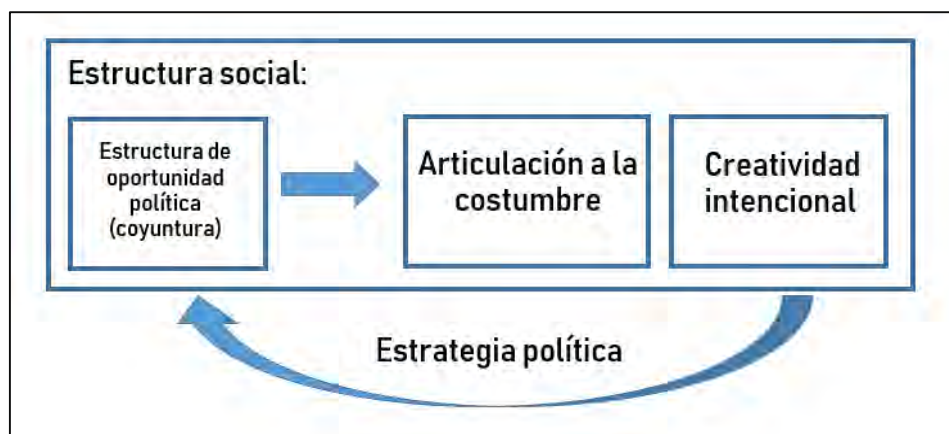 Estructura social:
Estructura de
oportunidad
política
(coyuntura)
Articulación a la
costumbre
Creatividad
intencional
Estrategia política